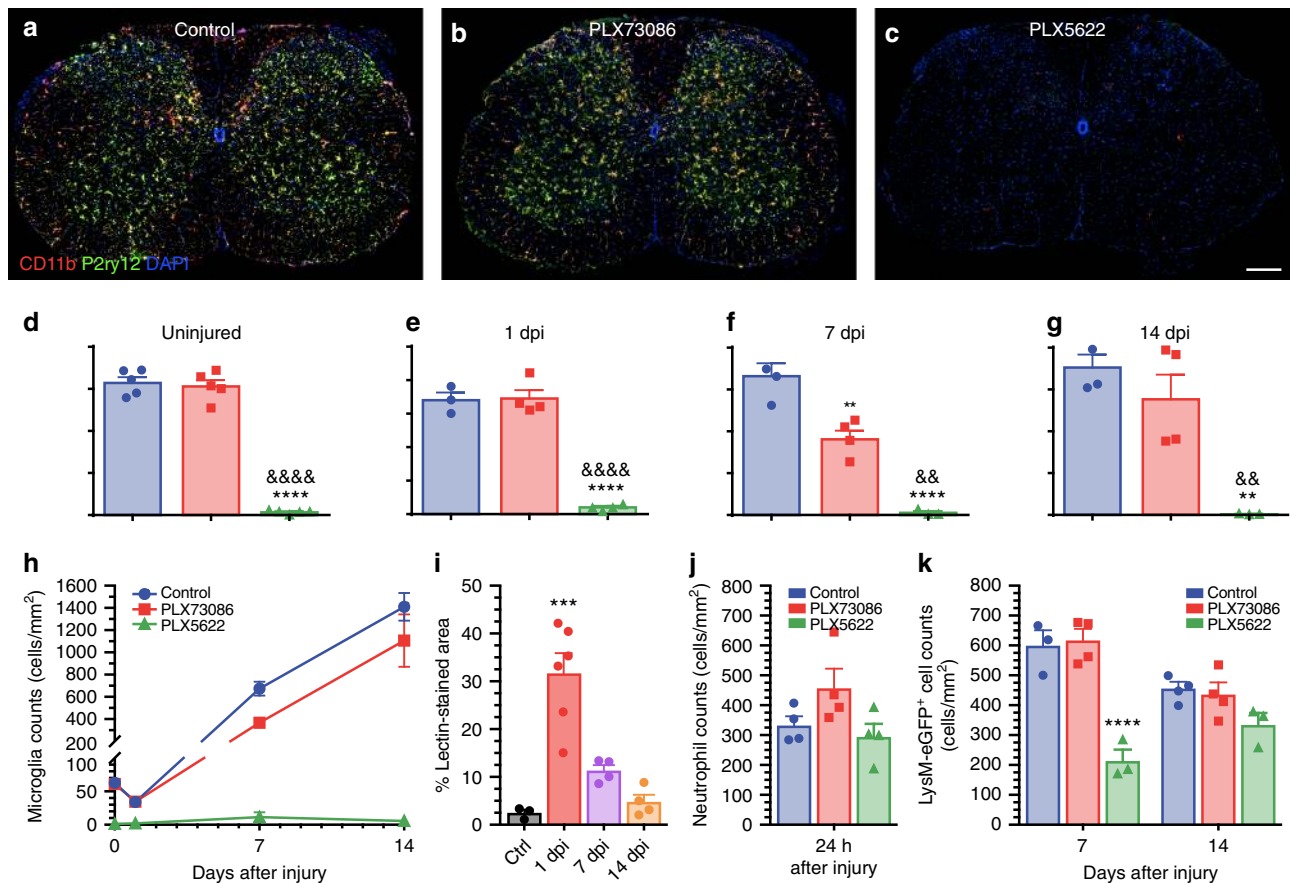 a
Control
b
PLX73086
c
PLX5622
CD11b P2ry12 DAPI
d
Uninjured
&&&&
****
e
1 dpi
&&&&
****
f
7 dpi
**
&&
****
g
14 dpi
&&
**
h
Microglia counts (cells/mm²)
1600
1400
1200
1000
800
600
400
200
100
50
0
Control
PLX73086
PLX5622
0
7
14
Days after injury
i
% Lectin-stained area
50
40
30
20
10
0
***
Ctrl
1 dpi
7 dpi
14 dpi
j
Neutrophil counts (cells/mm²)
800
700
600
500
400
300
200
100
0
Control
PLX73086
PLX5622
24 h
after injury
k
LysM-eGFP⁺ cell counts
(cells/mm²)
800
700
600
500
400
300
200
100
0
Control
PLX73086
PLX5622
****
7
14
Days after injury